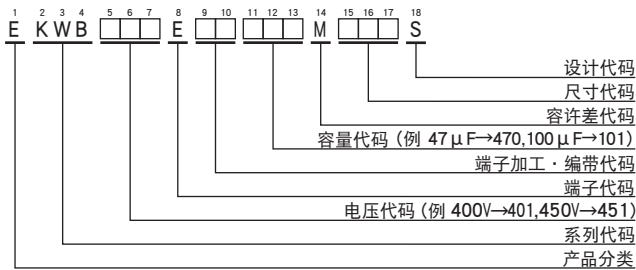 1 2 3 4 5 6 7 8 9 10 11 12 13 14 15 16 17 18
E KWB □□□ E □□ □□□ M □□□ S
设计代码
尺寸代码
容许差代码
容量代码 (例 47μF→470,100μF→101)
端子加工・编带代码
端子代码
电压代码 (例 400V→401,450V→451)
系列代码
产品分类